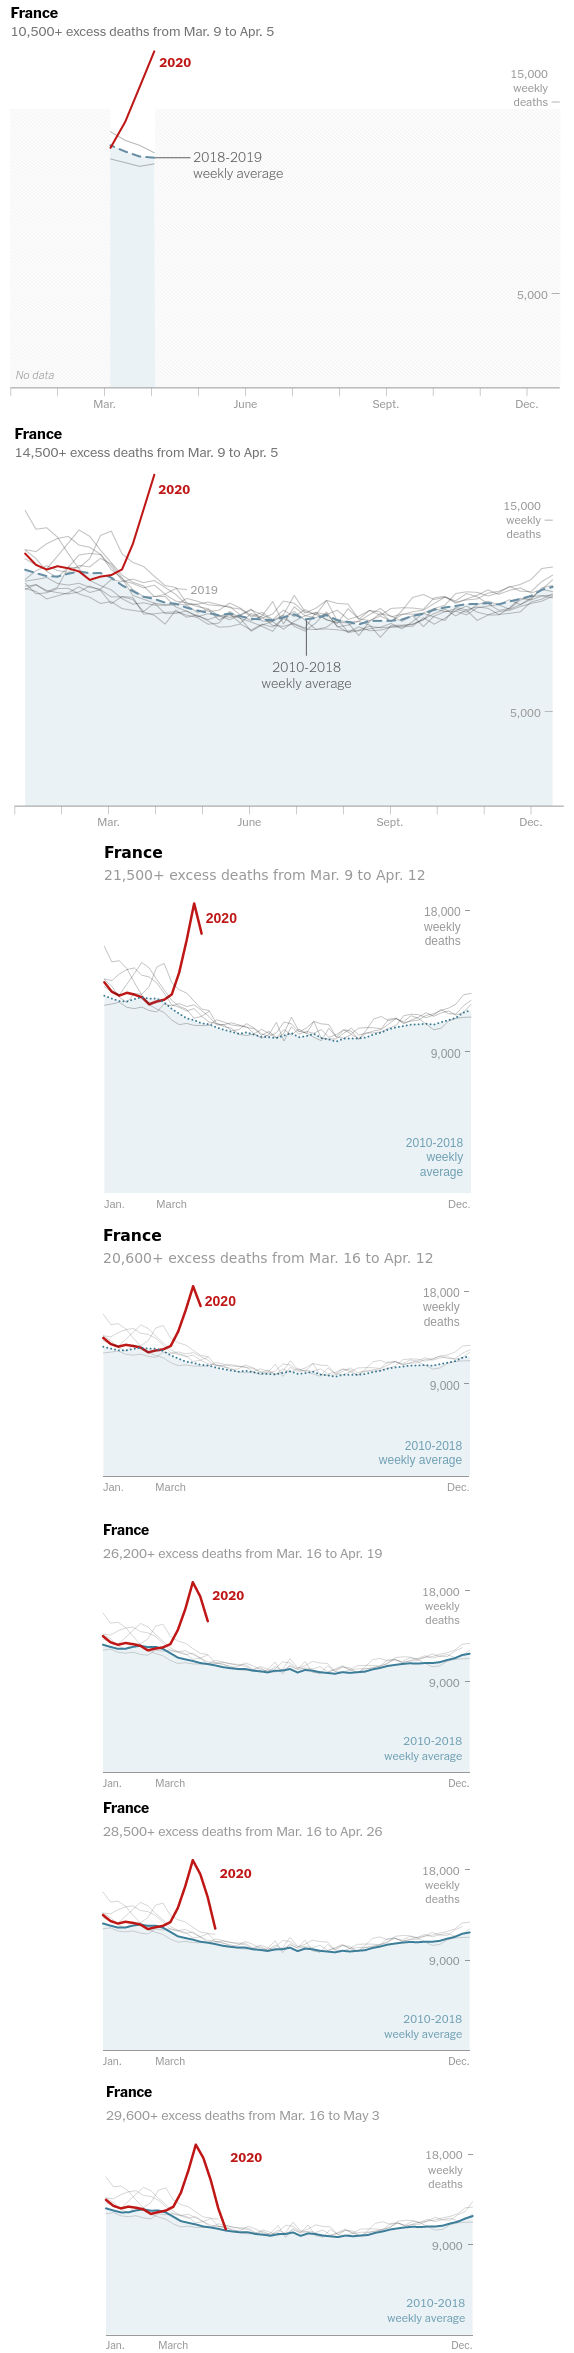 France
10,500+ excess deaths from Mar. 9 to Apr. 5
2020
15,000
weekly
deaths
2018-2019
weekly average
5,000
No data
Mar. June Sept. Dec.
France
14,500+ excess deaths from Mar. 9 to Apr. 5
2020
15,000
weekly
deaths
2019
2010-2018
weekly average
5,000
Mar. June Sept. Dec.
France
21,500+ excess deaths from Mar. 9 to Apr. 12
2020
18,000
weekly
deaths
9,000
2010-2018
weekly
average
Jan. March Dec.
France
20,600+ excess deaths from Mar. 16 to Apr. 12
2020
18,000
weekly
deaths
9,000
2010-2018
weekly average
Jan. March Dec.
France
26,200+ excess deaths from Mar. 16 to Apr. 19
2020
18,000
weekly
deaths
9,000
2010-2018
weekly average
Jan. March Dec.
France
28,500+ excess deaths from Mar. 16 to Apr. 26
2020
18,000
weekly
deaths
9,000
2010-2018
weekly average
Jan. March Dec.
France
29,600+ excess deaths from Mar. 16 to May 3
2020
18,000
weekly
deaths
9,000
2010-2018
weekly average
Jan. March Dec.